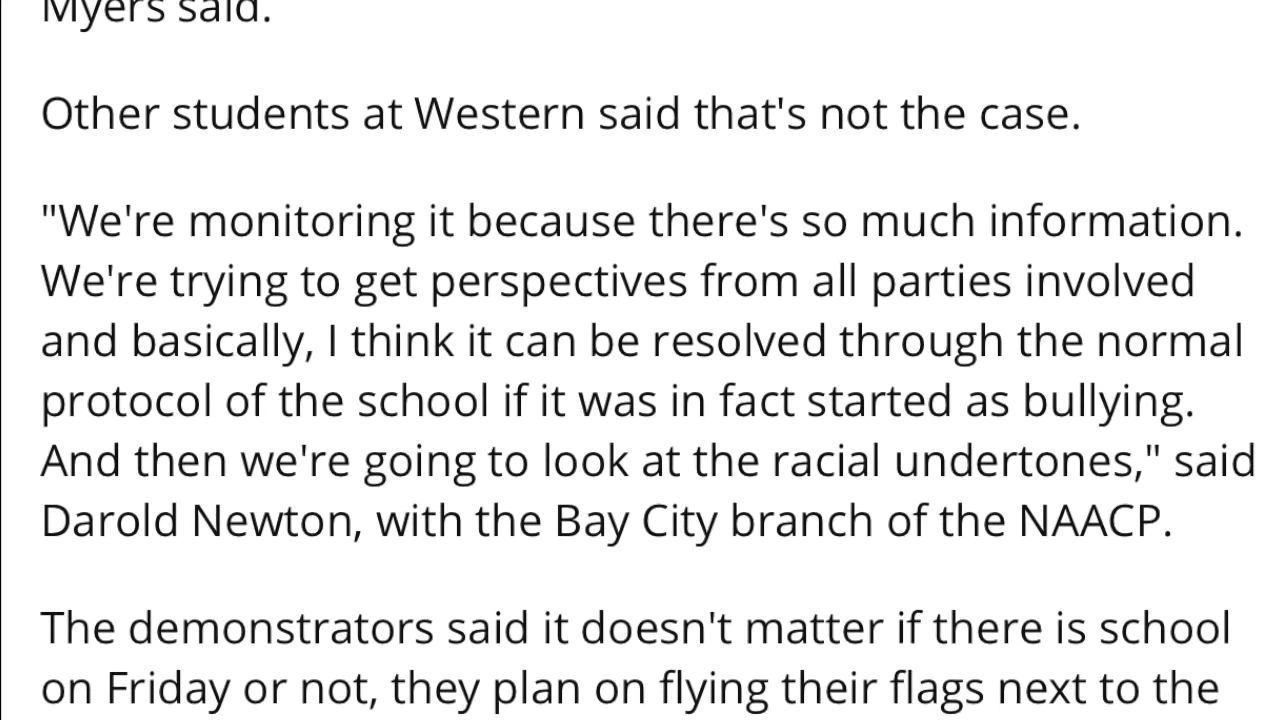 Myers said.
Other students at Western said that's not the case.
"We're monitoring it because there's so much information.
We're trying to get perspectives from all parties involved
and basically, I think it can be resolved through the normal
protocol of the school if it was in fact started as bullying.
And then we're going to look at the racial undertones," said
Darold Newton, with the Bay City branch of the NAACP.
The demonstrators said it doesn't matter if there is school
on Friday or not, they plan on flying their flags next to the